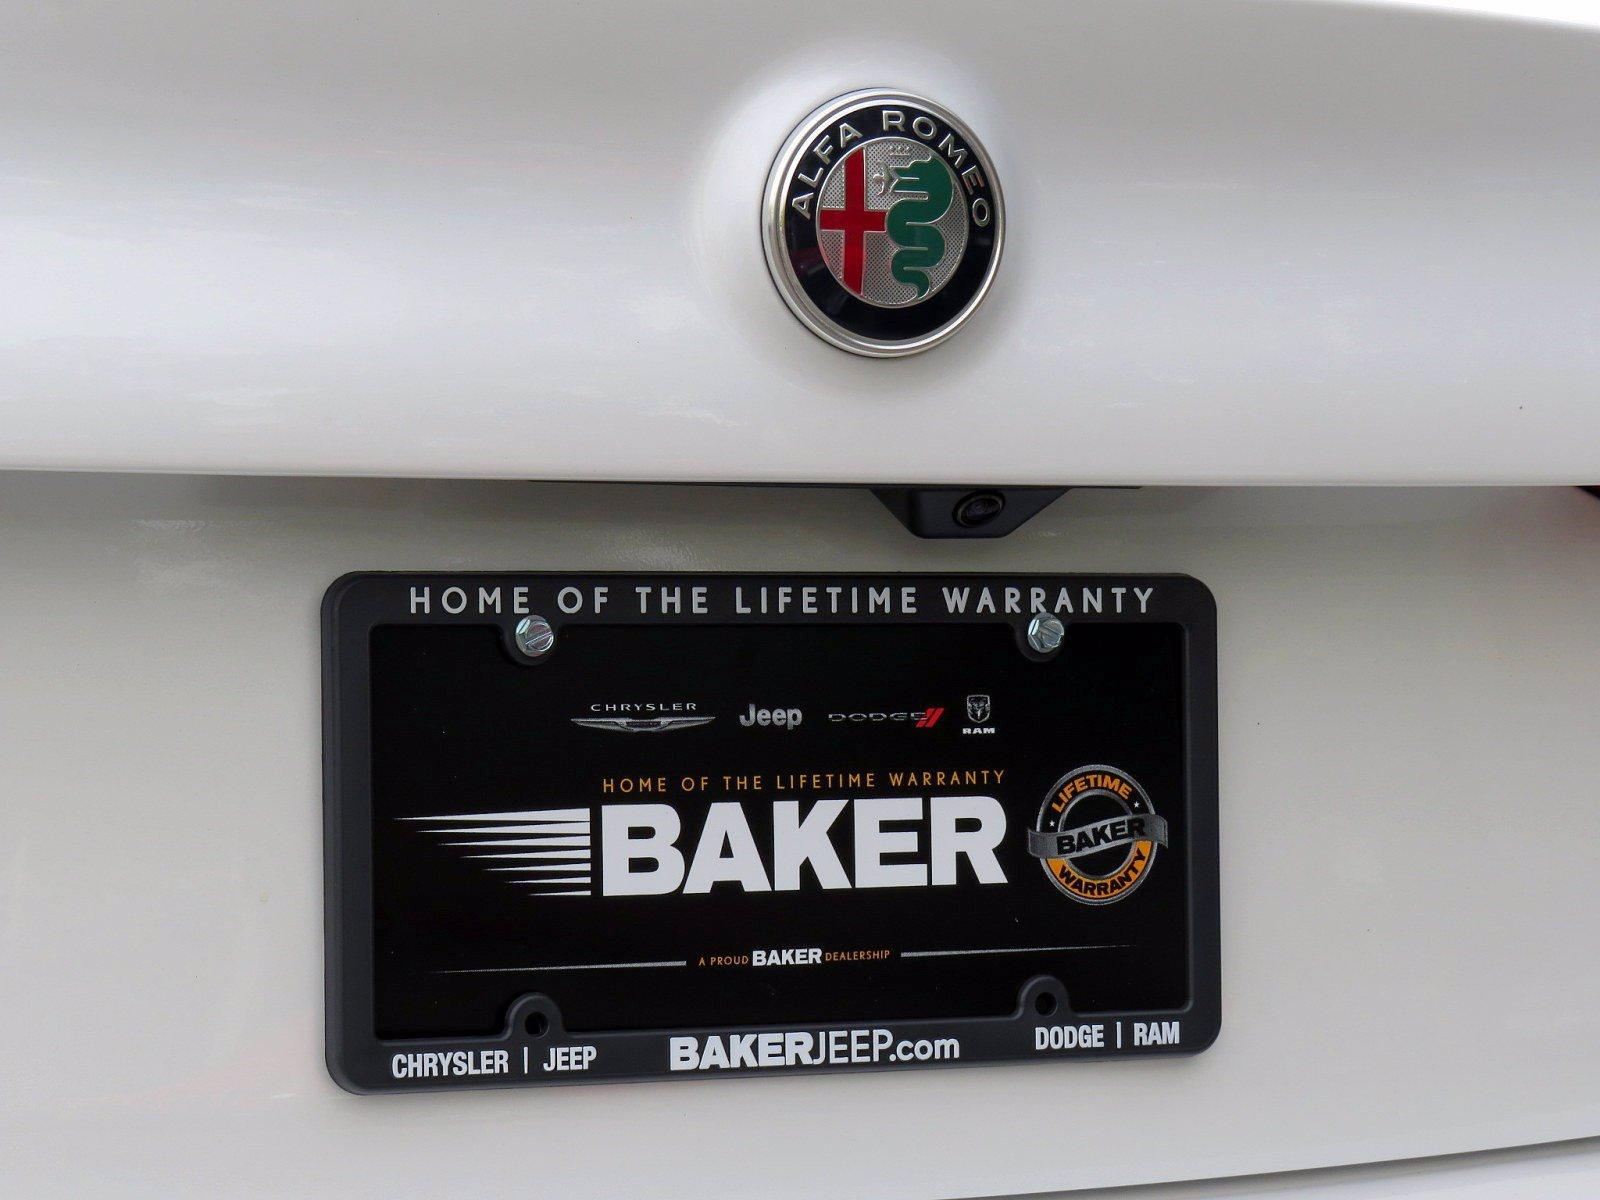 ALFA ROMEO
HOME OF THE LIFETIME WARRANTY
CHRYSLER Jeep DODGE RAM
HOME OF THE LIFETIME WARRANTY
BAKER
LIFETIME
BAKER
WARRANTY
A PROUD BAKER DEALERSHIP
CHRYSLER | JEEP BAKERJEEP.com DODGE | RAM